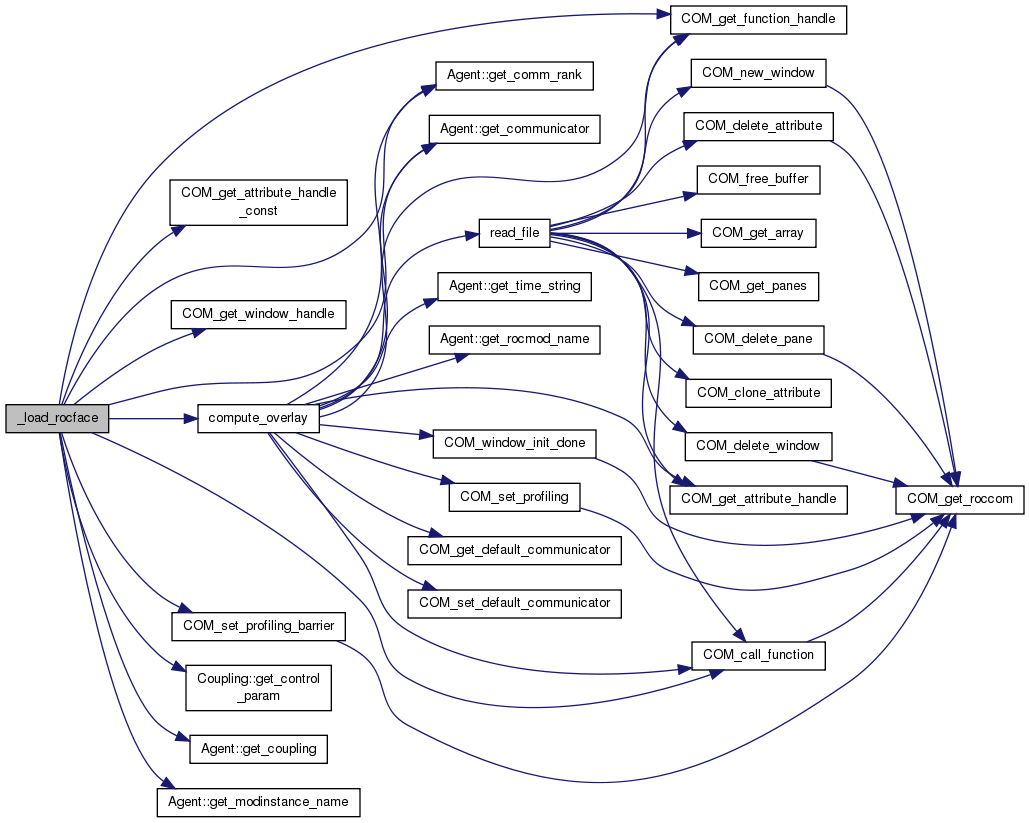 _load_rocface
COM_get_attribute_handle
_const
COM_get_window_handle
compute_overlay
COM_set_profiling_barrier
Coupling::get_control
_param
Agent::get_coupling
Agent::get_modinstance_name
Agent::get_comm_rank
Agent::get_communicator
read_file
Agent::get_time_string
Agent::get_rocmod_name
COM_window_init_done
COM_set_profiling
COM_get_default_communicator
COM_set_default_communicator
COM_get_function_handle
COM_new_window
COM_delete_attribute
COM_free_buffer
COM_get_array
COM_get_panes
COM_delete_pane
COM_clone_attribute
COM_delete_window
COM_get_attribute_handle
COM_call_function
COM_get_roccom